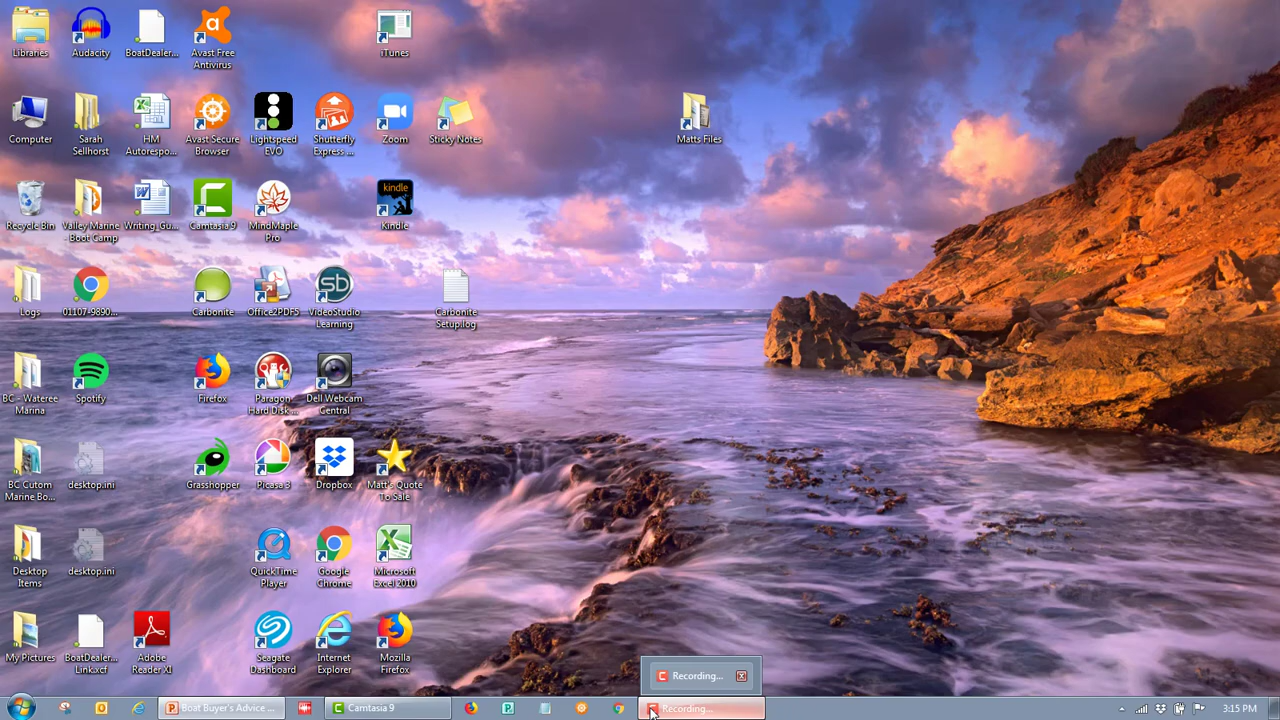 Libraries
Audacity
BoatDealer...
Avast Free
Antivirus
iTunes
Computer
Sarah
Sellhorst
HM
Autorespo...
Avast Secure
Browser
Lightspeed
EVO
Shutterfly
Express ...
Zoom
Sticky Notes
Matts Files
Recycle Bin
Valley Marine
- Boot Camp
Writing_Gu...
Camtasia 9
MindMaple
Pro
kindle
Kindle
Logs
01107-9890...
Carbonite
Office2PDF5
VideoStudio
Learning
Carbonite
Setup.log
BC - Wateree
Marina
Spotify
Firefox
Paragon
Hard Disk ...
Dell Webcam
Central
BC Cutom
Marine Bo...
desktop.ini
Grasshopper
Picasa 3
Dropbox
Matt's Quote
To Sale
Desktop
Items
desktop.ini
QuickTime
Player
Google
Chrome
Microsoft
Excel 2010
My Pictures
BoatDealer...
Link.xcf
Adobe
Reader XI
Seagate
Dashboard
Internet
Explorer
Mozilla
Firefox
Recording...
Boat Buyer's Advice ...
Camtasia 9
Recording...
3:15 PM